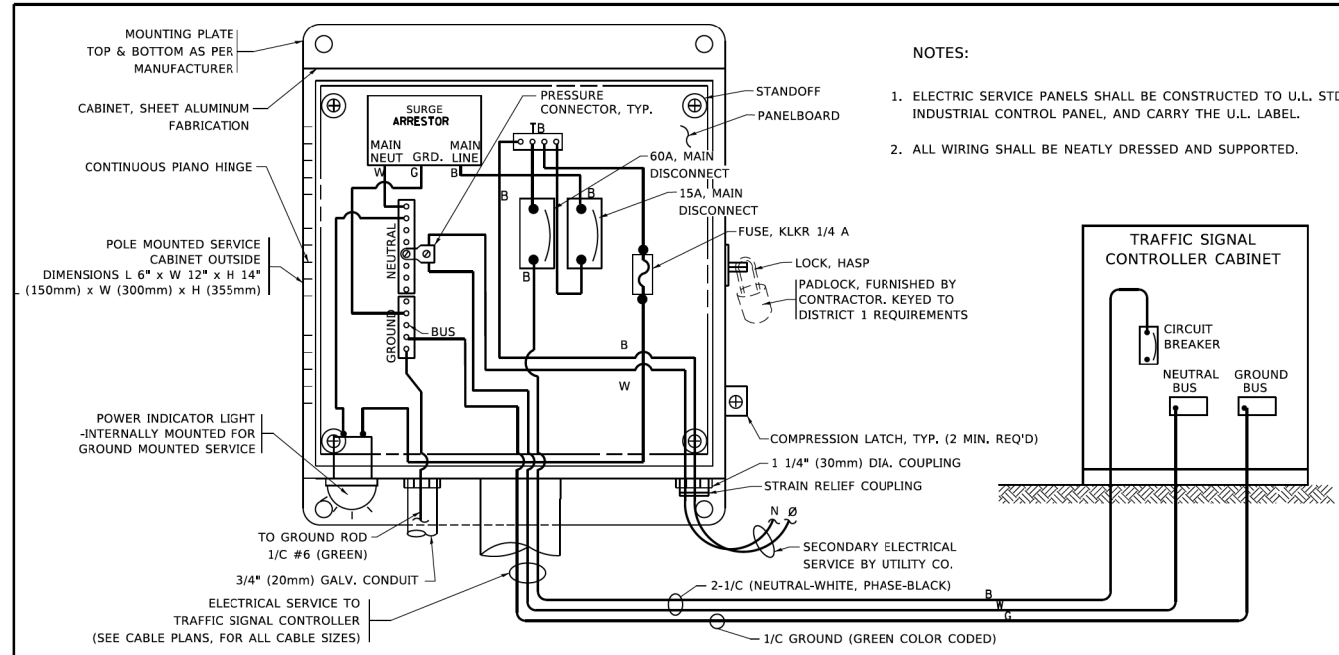 MOUNTING PLATE
TOP & BOTTOM AS PER
MANUFACTURER
CABINET, SHEET ALUMINUM
FABRICATION
CONTINUOUS PIANO HINGE
POLE MOUNTED SERVICE
CABINET OUTSIDE
DIMENSIONS L 6" x W 12" x H 14"
(150mm) x W (300mm) x H (355mm)
POWER INDICATOR LIGHT
-INTERNALLY MOUNTED FOR
GROUND MOUNTED SERVICE
TO GROUND ROD
1/C #6 (GREEN)
3/4" (20mm) GALV. CONDUIT
ELECTRICAL SERVICE TO
TRAFFIC SIGNAL CONTROLLER
(SEE CABLE PLANS, FOR ALL CABLE SIZES)
SURGE
ARRESTOR
MAIN
NEUT
GRD.
MAIN
LINE
W
G
B
PRESSURE
CONNECTOR, TYP.
TB
60A, MAIN
DISCONNECT
15A, MAIN
DISCONNECT
B
B
B
FUSE, KLKR 1/4 A
NEUTRAL
GROUND
BUS
B
W
STANDOFF
PANELBOARD
LOCK, HASP
PADLOCK, FURNISHED BY
CONTRACTOR. KEYED TO
DISTRICT 1 REQUIREMENTS
COMPRESSION LATCH, TYP. (2 MIN. REQ'D)
1 1/4" (30mm) DIA. COUPLING
STRAIN RELIEF COUPLING
N Ø
SECONDARY ELECTRICAL
SERVICE BY UTILITY CO.
2-1/C (NEUTRAL-WHITE, PHASE-BLACK)
B
W
G
1/C GROUND (GREEN COLOR CODED)
NOTES:
1. ELECTRIC SERVICE PANELS SHALL BE CONSTRUCTED TO U.L. STD
INDUSTRIAL CONTROL PANEL, AND CARRY THE U.L. LABEL.
2. ALL WIRING SHALL BE NEATLY DRESSED AND SUPPORTED.
TRAFFIC SIGNAL
CONTROLLER CABINET
CIRCUIT
BREAKER
NEUTRAL
BUS
GROUND
BUS